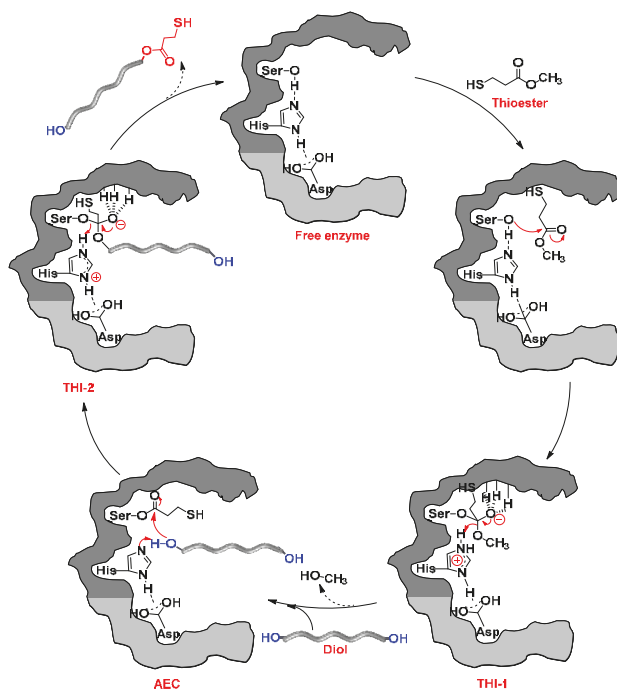 SH
O
O
HO
Ser–O
H
N
His
N
H
HO
OH
Asp
Free enzyme
HS
O
O
CH3
Thioester
HS
Ser–O
H
O
O
CH3
N
His
N
H
HO
OH
Asp
HS
H H H
Ser–O
O
⊖
O
H
N
His
N
⊕
H
OH
HO
OH
Asp
THI-2
O
Ser–O
SH
N
H–O
OH
His
N
H
HO
OH
Asp
AEC
HO–CH3
HO
OH
Diol
HS
H
H H
Ser–O
O
⊖
O
CH3
H
NH
His
⊕
N
H
HO
OH
Asp
THI-1